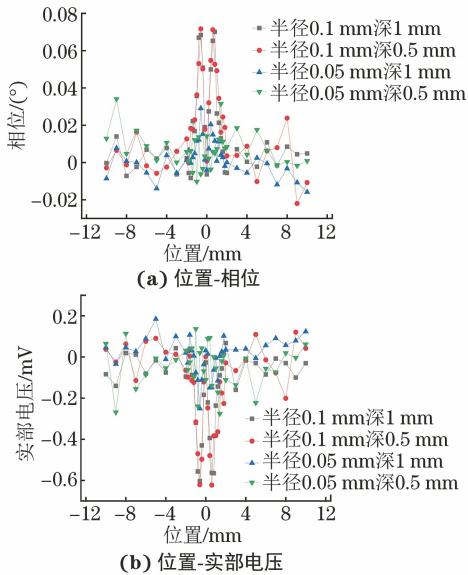 0.08
0.06
0.04
0.02
0
−0.02
相位/(°)
半径0.1 mm深1 mm
半径0.1 mm深0.5 mm
半径0.05 mm深1 mm
半径0.05 mm深0.5 mm
−12 −8 −4 0 4 8 12
位置/mm
(a) 位置-相位
0.2
0
−0.2
−0.4
−0.6
实部电压/mV
半径0.1 mm深1 mm
半径0.1 mm深0.5 mm
半径0.05 mm深1 mm
半径0.05 mm深0.5 mm
−12 −8 −4 0 4 8 12
位置/mm
(b) 位置-实部电压